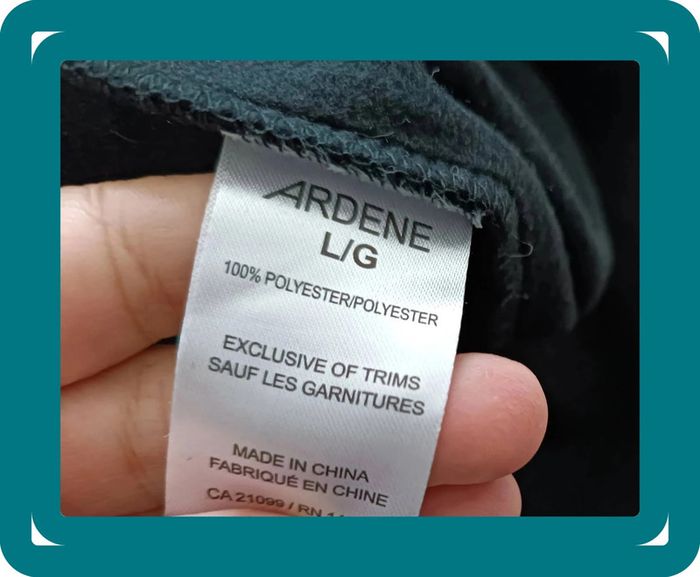 ARDENE
L/G
100% POLYESTER/POLYESTER
EXCLUSIVE OF TRIMS
SAUF LES GARNITURES
MADE IN CHINA
FABRIQUÉ EN CHINE
CA 21099 / RN